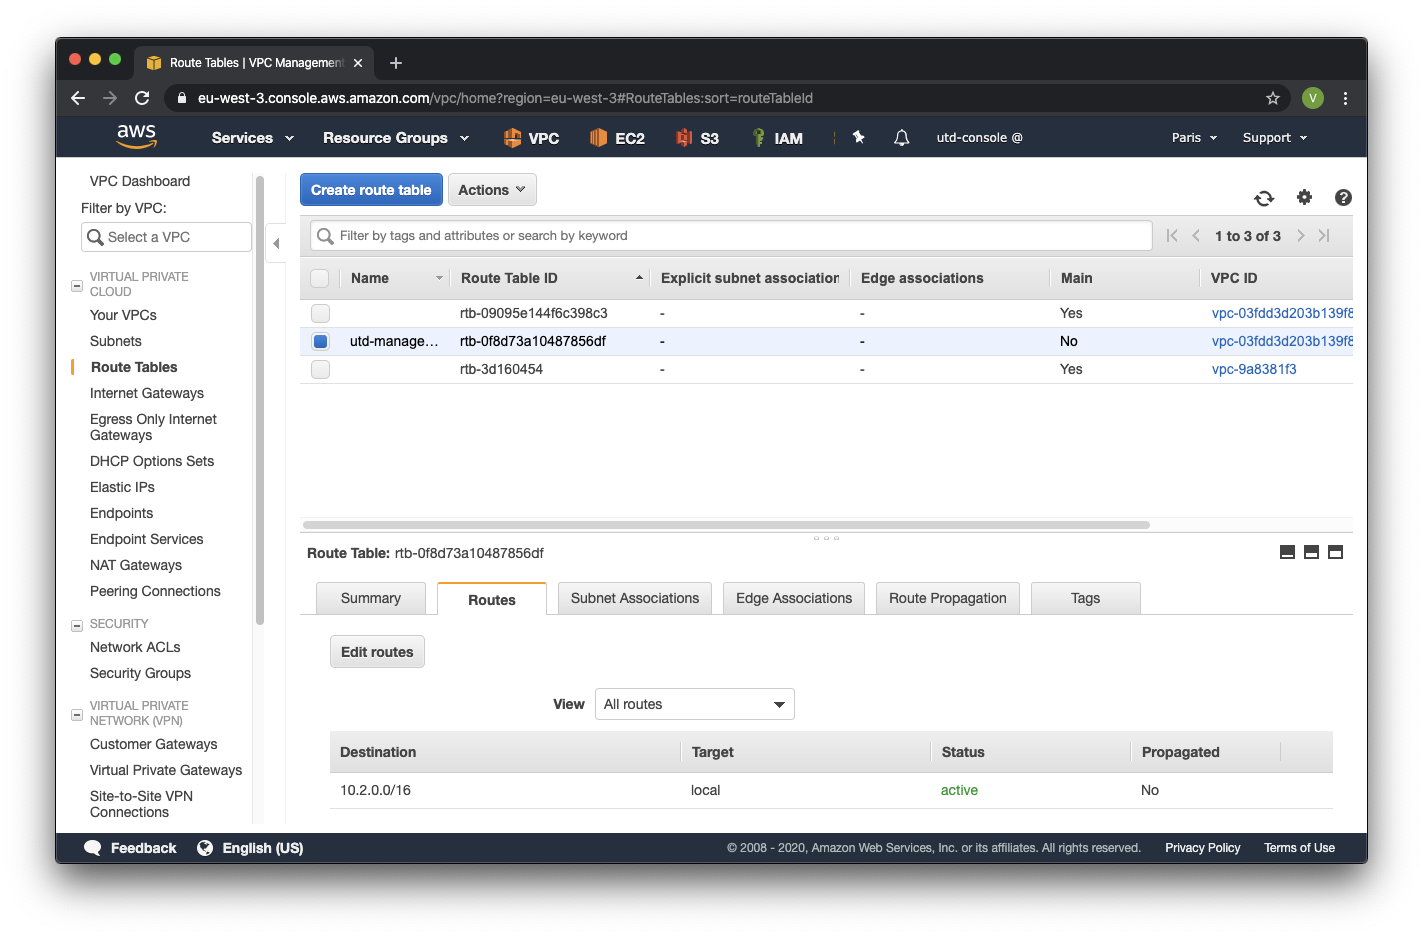 Route Tables | VPC Management
eu-west-3.console.aws.amazon.com/vpc/home?region=eu-west-3#RouteTables:sort=routeTableId
V
aws
Services
Resource Groups
VPC
EC2
S3
IAM
utd-console @
Paris
Support
VPC Dashboard
Filter by VPC:
Select a VPC
VIRTUAL PRIVATE
CLOUD
Your VPCs
Subnets
Route Tables
Internet Gateways
Egress Only Internet
Gateways
DHCP Options Sets
Elastic IPs
Endpoints
Endpoint Services
NAT Gateways
Peering Connections
SECURITY
Network ACLs
Security Groups
VIRTUAL PRIVATE
NETWORK (VPN)
Customer Gateways
Virtual Private Gateways
Site-to-Site VPN
Connections
Create route table
Actions
Filter by tags and attributes or search by keyword
1 to 3 of 3
Name Route Table ID Explicit subnet association Edge associations Main VPC ID
rtb-09095e144f6c398c3 - - Yes vpc-03fdd3d203b139f8
utd-manage... rtb-0f8d73a10487856df - - No vpc-03fdd3d203b139f8
rtb-3d160454 - - Yes vpc-9a8381f3
Route Table: rtb-0f8d73a10487856df
Summary
Routes
Subnet Associations
Edge Associations
Route Propagation
Tags
Edit routes
View All routes
Destination Target Status Propagated
10.2.0.0/16 local active No
Feedback
English (US)
© 2008 - 2020, Amazon Web Services, Inc. or its affiliates. All rights reserved.
Privacy Policy
Terms of Use